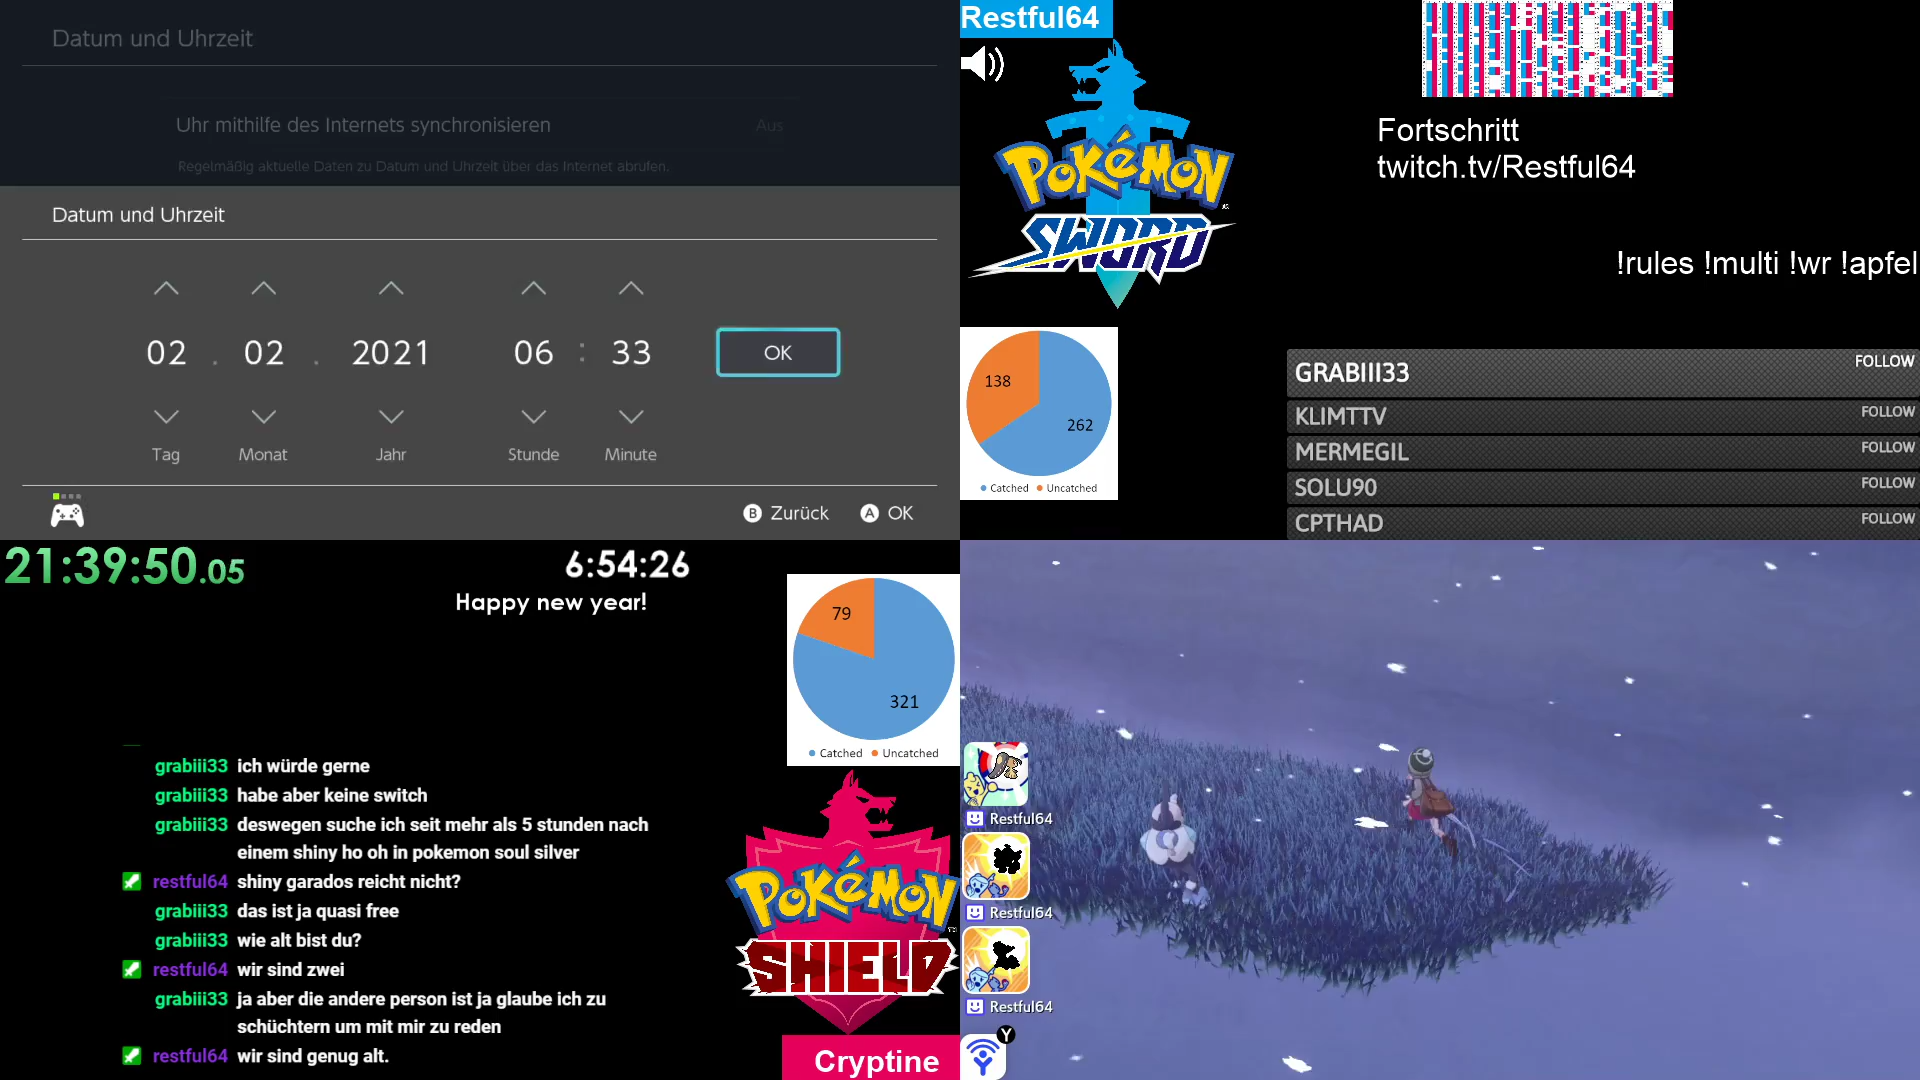 Datum und Uhrzeit
Uhr mithilfe des Internets synchronisieren
Aus
Regelmäßig aktuelle Daten zu Datum und Uhrzeit über das Internet abrufen.
Datum und Uhrzeit
02 . 02 . 2021 06 : 33 OK
Tag Monat Jahr Stunde Minute
B Zurück A OK
Restful64
POKÉMON
SWORD
Fortschritt
twitch.tv/Restful64
!rules !multi !wr !apfel
138
262
Catched Uncatched
GRABIII33 FOLLOW
KLIMTTV FOLLOW
MERMEGIL FOLLOW
SOLU90 FOLLOW
CPTHAD FOLLOW
21:39:50.05
6:54:26
Happy new year!
79
321
Catched Uncatched
grabiii33 ich würde gerne
grabiii33 habe aber keine switch
grabiii33 deswegen suche ich seit mehr als 5 stunden nach
einem shiny ho oh in pokemon soul silver
restful64 shiny garados reicht nicht?
grabiii33 das ist ja quasi free
grabiii33 wie alt bist du?
restful64 wir sind zwei
grabiii33 ja aber die andere person ist ja glaube ich zu
schüchtern um mit mir zu reden
restful64 wir sind genug alt.
POKÉMON
SHIELD
Cryptine
Restful64
Restful64
Restful64
Y